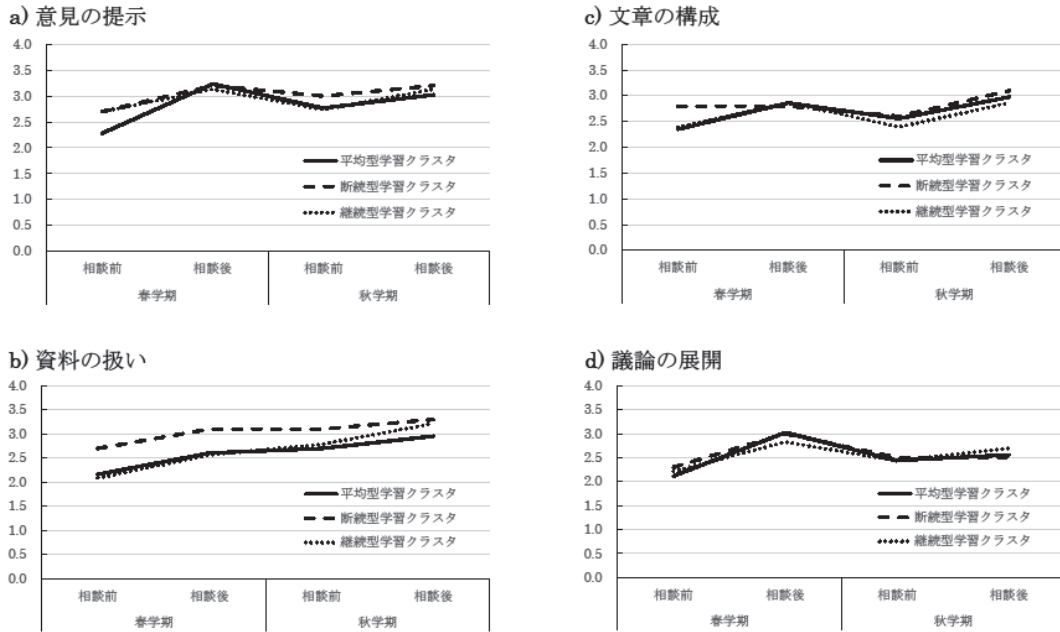 a) 意見の提示
4.0
3.5
3.0
2.5
2.0
1.5
1.0
0.5
0.0
平均型学習クラスタ
断続型学習クラスタ
継続型学習クラスタ
相談前 相談後 相談前 相談後
春学期 秋学期
c) 文章の構成
4.0
3.5
3.0
2.5
2.0
1.5
1.0
0.5
0.0
平均型学習クラスタ
断続型学習クラスタ
継続型学習クラスタ
相談前 相談後 相談前 相談後
春学期 秋学期
b) 資料の扱い
4.0
3.5
3.0
2.5
2.0
1.5
1.0
0.5
0.0
平均型学習クラスタ
断続型学習クラスタ
継続型学習クラスタ
相談前 相談後 相談前 相談後
春学期 秋学期
d) 議論の展開
4.0
3.5
3.0
2.5
2.0
1.5
1.0
0.5
0.0
平均型学習クラスタ
断続型学習クラスタ
継続型学習クラスタ
相談前 相談後 相談前 相談後
春学期 秋学期